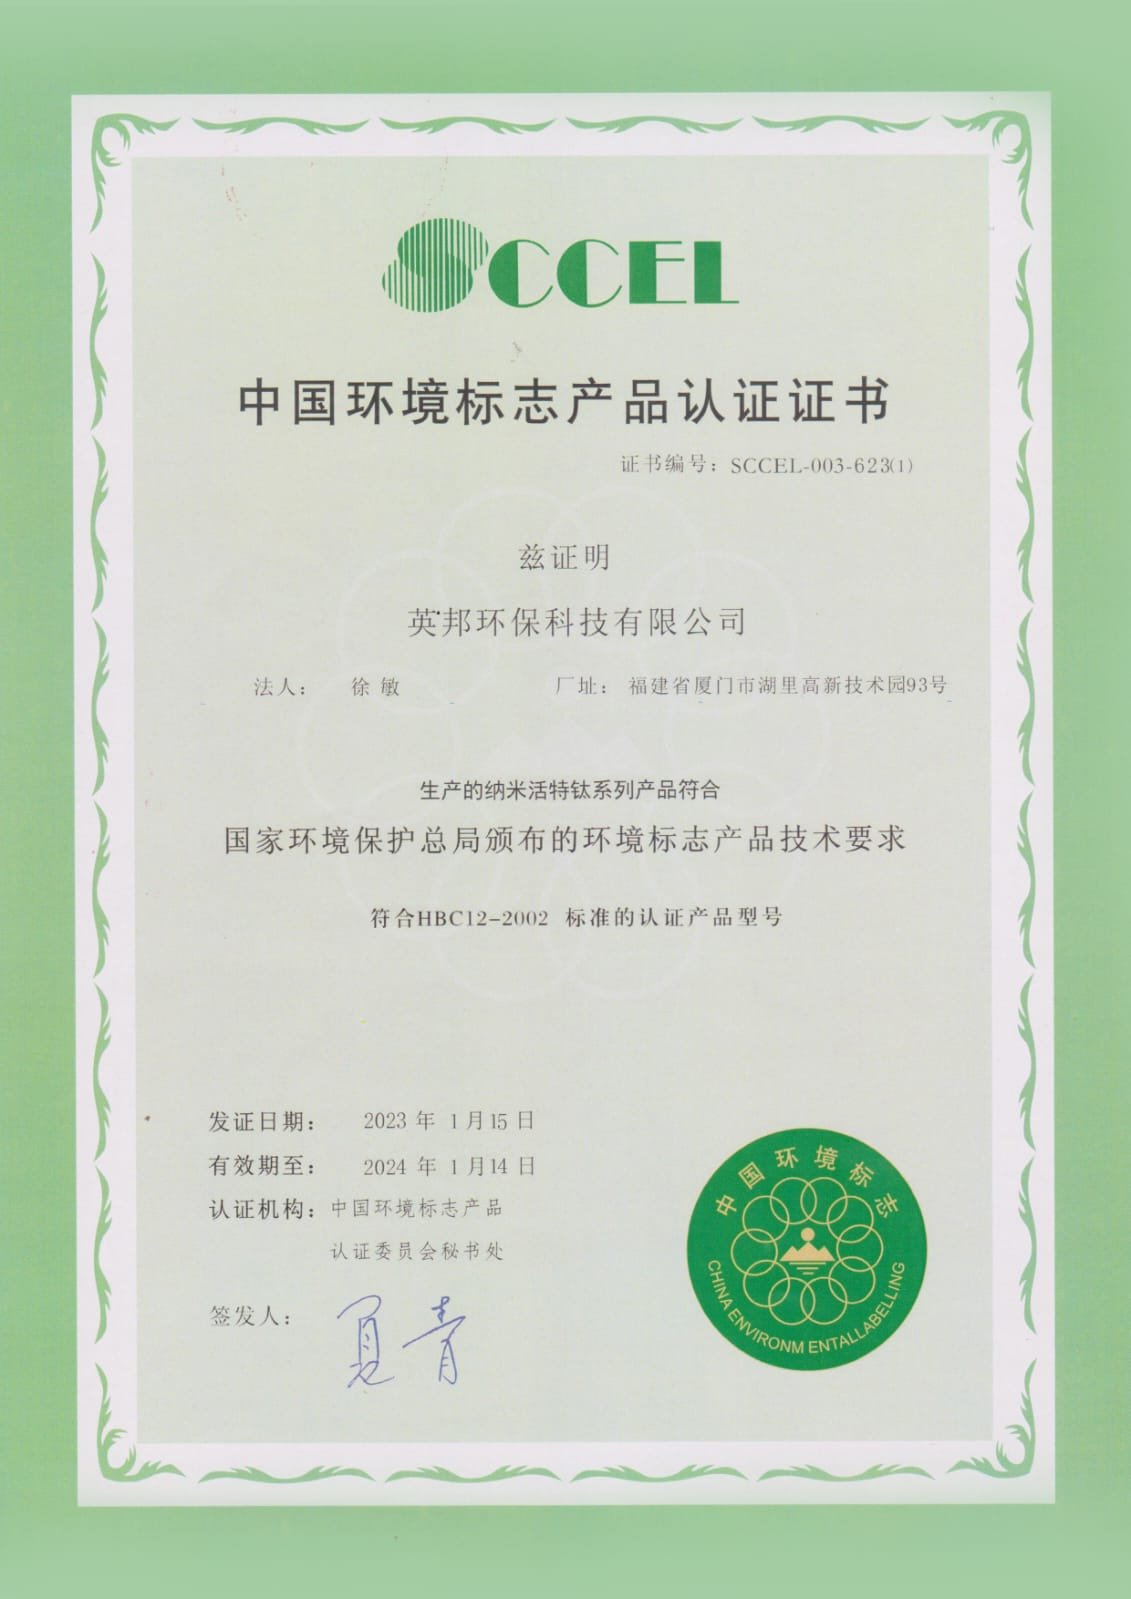 SCCEL
中国环境标志产品认证证书
证书编号：SCCEL-003-623(1)
兹证明
英邦环保科技有限公司
法人： 徐敏 厂址： 福建省厦门市湖里高新技术园93号
生产的纳米活特钛系列产品符合
国家环境保护总局颁布的环境标志产品技术要求
符合HBC12-2002 标准的认证产品型号
发证日期： 2023 年 1月15日
有效期至： 2024 年 1月14日
认证机构：中国环境标志产品
认证委员会秘书处
签发人： 夏青
中国环境标志
CHINA ENVIRONM ENTALLABELLING